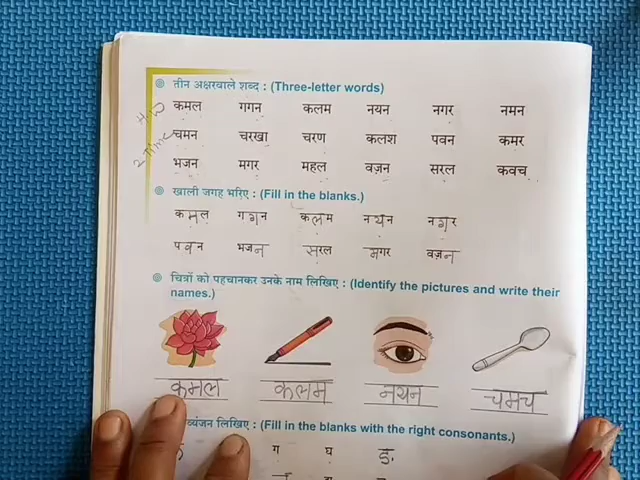 तीन अक्षरवाले शब्द : (Three-letter words)
कमल गगन कलम नयन नगर नमन
चमन चरखा चरण कलश पवन कमर
भजन मगर महल वज़न सरल कवच
H.W
2 Time
खाली जगह भरिए : (Fill in the blanks.)
कमल गगन कलम नयन नगर
पवन भजन सरल मगर वज़न
चित्रों को पहचानकर उनके नाम लिखिए : (Identify the pictures and write their
names.)
कमल कलम नयन चमच
व्यंजन लिखिए : (Fill in the blanks with the right consonants.)
ग घ ङ